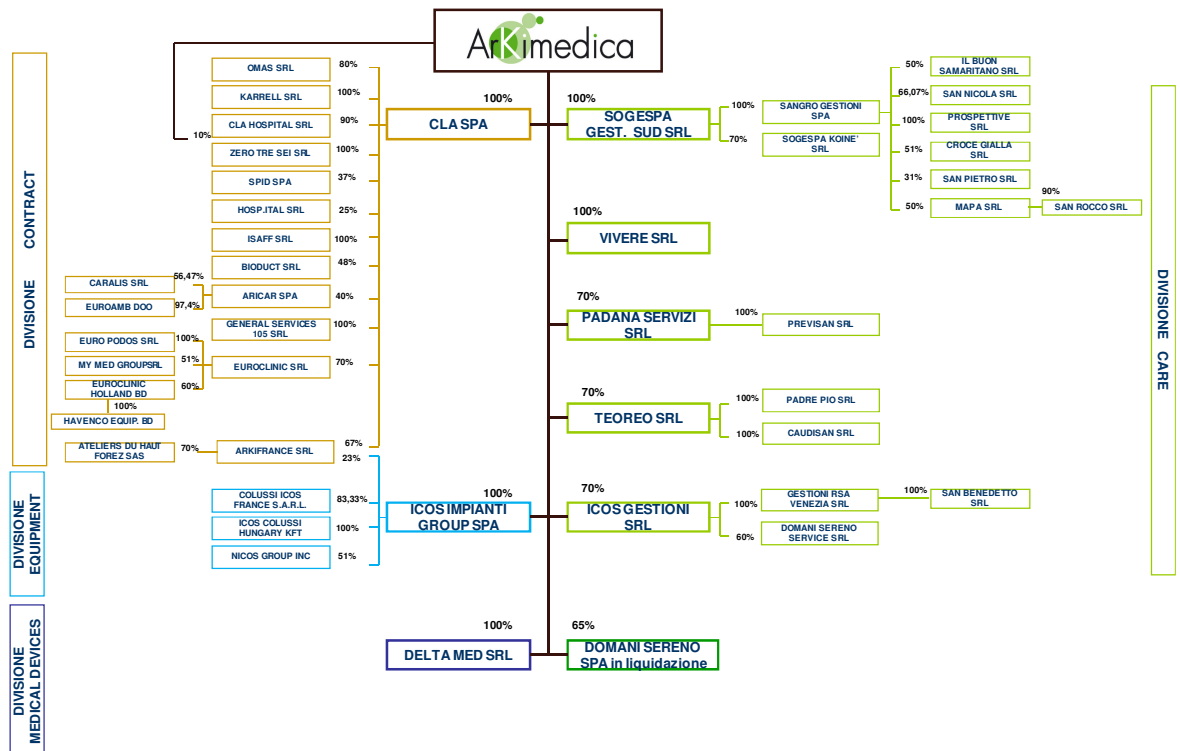 ArKimedica
DIVISIONE CONTRACT
OMAS SRL 80%
KARRELL SRL 100%
CLA HOSPITAL SRL 90%
10%
ZERO TRE SEI SRL 100%
SPID SPA 37%
HOSP.ITAL SRL 25%
ISAFF SRL 100%
BIODUCT SRL 48%
CARALIS SRL 56,47%
EUROAMB DOO 97,4%
ARICAR SPA 40%
GENERAL SERVICES
105 SRL 100%
EURO PODOS SRL 100%
MY MED GROUPSRL 51%
EUROCLINIC
HOLLAND BD 60%
EUROCLINIC SRL 70%
100%
HAVENCO EQUIP. BD
ATELIERS DU HAUT
FOREZ SAS 70%
ARKIFRANCE SRL 67%
23%
100%
CLA SPA
DIVISIONE
EQUIPMENT
COLUSSI ICOS
FRANCE S.A.R.L. 83,33%
ICOS COLUSSI
HUNGARY KFT 100%
NICOS GROUP INC 51%
100%
ICOS IMPIANTI
GROUP SPA
DIVISIONE
MEDICAL DEVICES
100%
DELTA MED SRL
100%
SOGESPA
GEST. SUD SRL
100%
SANGRO GESTIONI
SPA
70%
SOGESPA KOINE'
SRL
50%
IL BUON
SAMARITANO SRL
66,07%
SAN NICOLA SRL
100%
PROSPETTIVE
SRL
51%
CROCE GIALLA
SRL
31%
SAN PIETRO SRL
50%
MAPA SRL
90%
SAN ROCCO SRL
100%
VIVERE SRL
70%
PADANA SERVIZI
SRL
100%
PREVISAN SRL
70%
TEOREO SRL
100%
PADRE PIO SRL
100%
CAUDISAN SRL
70%
ICOS GESTIONI
SRL
100%
GESTIONI RSA
VENEZIA SRL
100%
SAN BENEDETTO
SRL
60%
DOMANI SERENO
SERVICE SRL
65%
DOMANI SERENO
SPA in liquidazione
DIVISIONE CARE